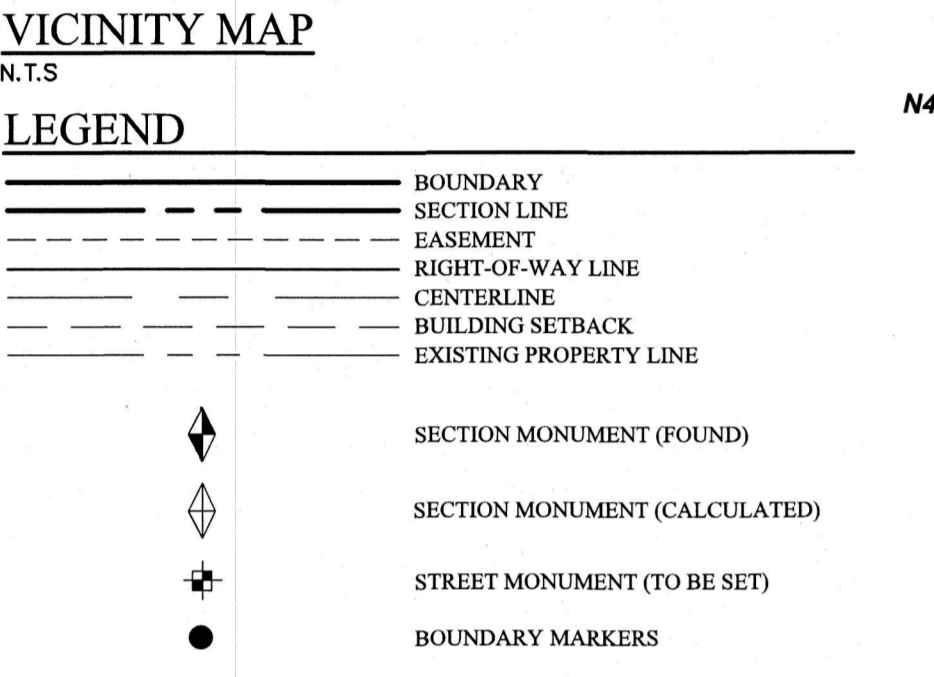 VICINITY MAP
N.T.S
N4
LEGEND
BOUNDARY
SECTION LINE
EASEMENT
RIGHT-OF-WAY LINE
CENTERLINE
BUILDING SETBACK
EXISTING PROPERTY LINE
SECTION MONUMENT (FOUND)
SECTION MONUMENT (CALCULATED)
STREET MONUMENT (TO BE SET)
BOUNDARY MARKERS